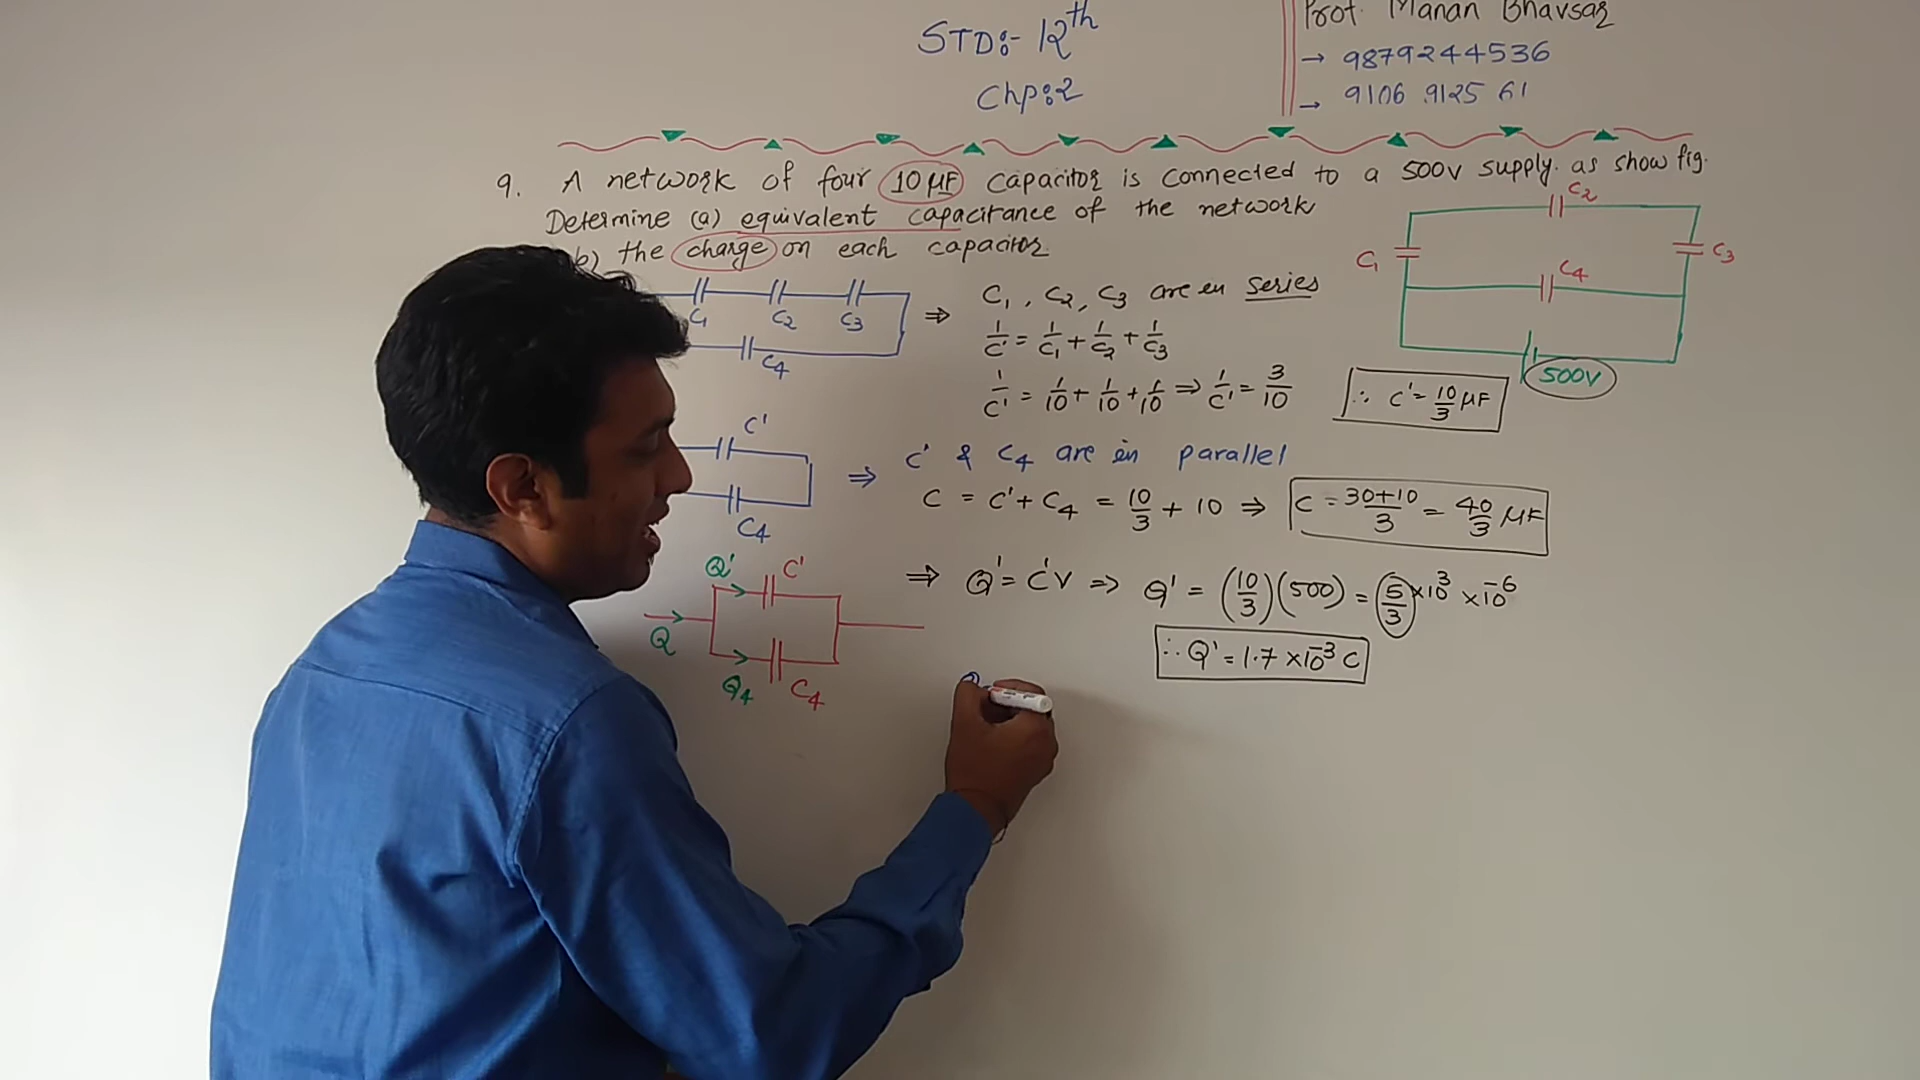 STD:- 12th
Chp:2
Prof. Manan Bhavsar
→ 9879244536
→ 9106 9125 61
9. A network of four 10 μF capacitor is connected to a 500V supply. as show fig.
Determine (a) equivalent capacitance of the network
b) the charge on each capacitor.
C2
C1
C3
C4
500V
C1 C2 C3
C4
⇒ C1, C2, C3 are in series
1/C' = 1/C1 + 1/C2 + 1/C3
1/C' = 1/10 + 1/10 + 1/10 ⇒ 1/C' = 3/10
∴ C' = 10/3 μF
C'
C4
⇒ C' & C4 are in parallel
C = C' + C4 = 10/3 + 10 ⇒ C = 30+10/3 = 40/3 μF
Q' C'
Q
Q4 C4
⇒ Q' = C'V ⇒ Q' = (10/3)(500) = 5/3 ×10^3 ×10^-6
∴ Q' = 1.7 ×10^-3 C